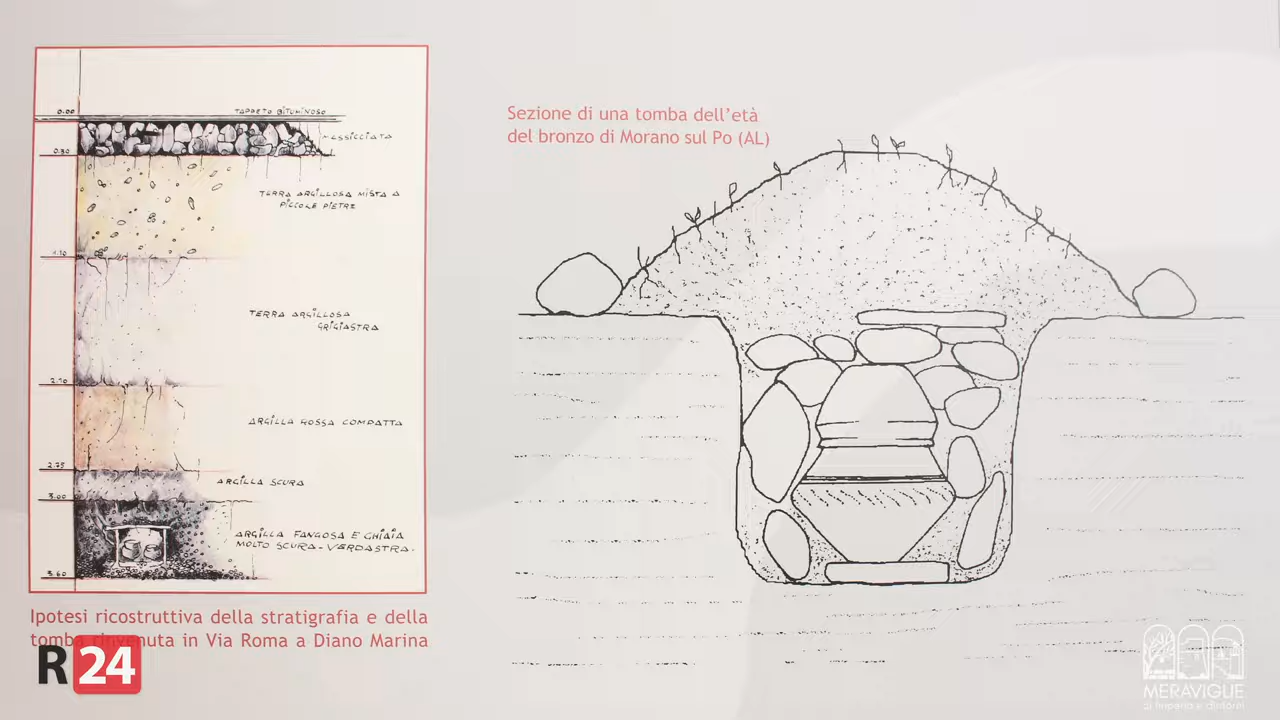 0.00
TAPPETO BITUMINOSO
0.30
TERRA ARGILLOSA MISTA A
PICCOLE PIETRE
1.10
TERRA ARGILLOSA
GRIGIASTRA
2.10
ARGILLA ROSSA COMPATTA
2.75
ARGILLA SCURA
3.00
ARGILLA FANGOSA E GHIAIA
MOLTO SCURA-VERDASTRA.
3.60
Ipotesi ricostruttiva della stratigrafia e della
tomba rinvenuta in Via Roma a Diano Marina
Sezione di una tomba dell'età
del bronzo di Morano sul Po (AL)
R24
MERAVIGLIE
di Imperia e dintorni